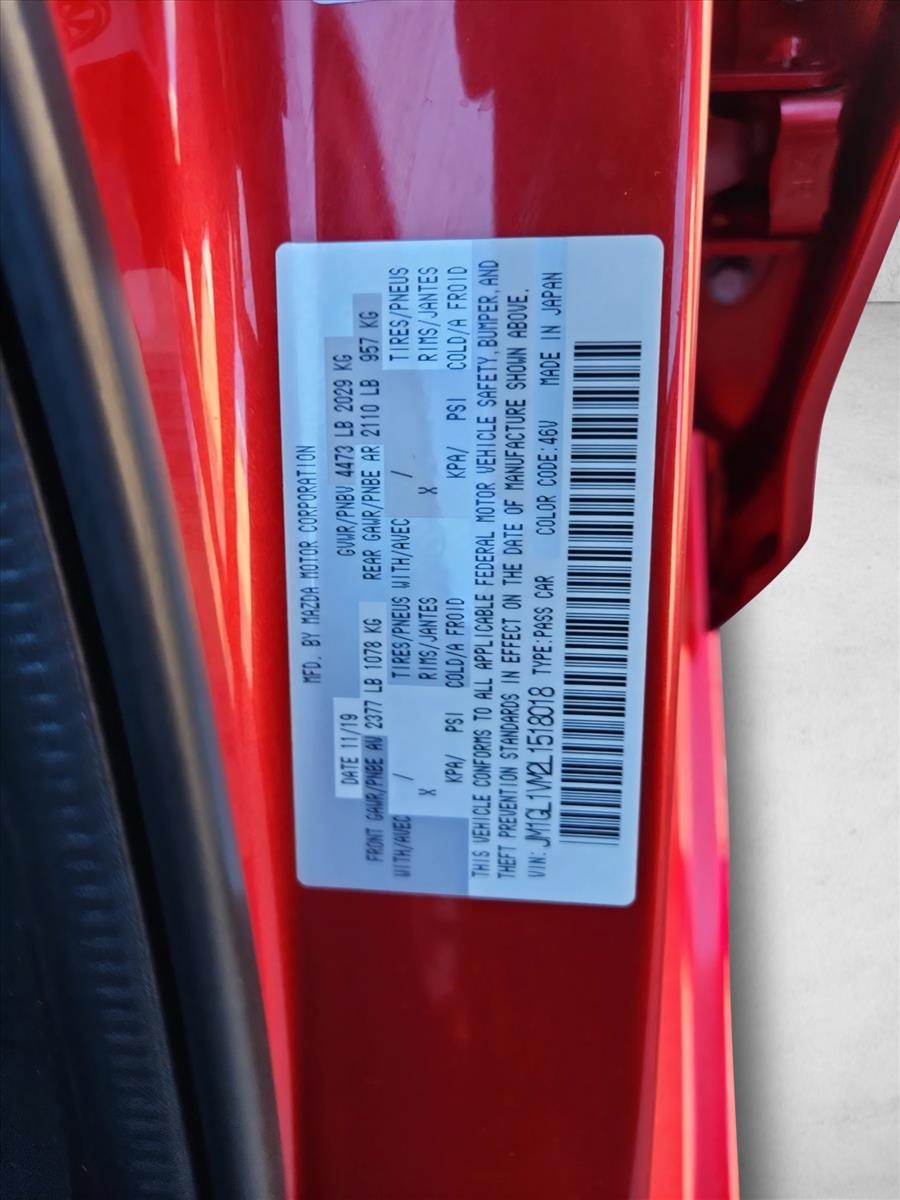 MFD. BY MAZDA MOTOR CORPORATION
DATE 11/19 GVWR/PNBV 4473 LB 2029 KG
FRONT GAWR/PNBE AV 2377 LB 1078 KG REAR GAWR/PNBE AR 2110 LB 957 KG
WITH/AVEC / TIRES/PNEUS WITH/AVEC / TIRES/PNEUS
X RIMS/JANTES X RIMS/JANTES
KPA/ PSI COLD/A FROID KPA/ PSI COLD/A FROID
THIS VEHICLE CONFORMS TO ALL APPLICABLE FEDERAL MOTOR VEHICLE SAFETY, BUMPER, AND
THEFT PREVENTION STANDARDS IN EFFECT ON THE DATE OF MANUFACTURE SHOWN ABOVE.
VIN: JM1GL1VM2L1518018 TYPE: PASS CAR COLOR CODE: 46V MADE IN JAPAN